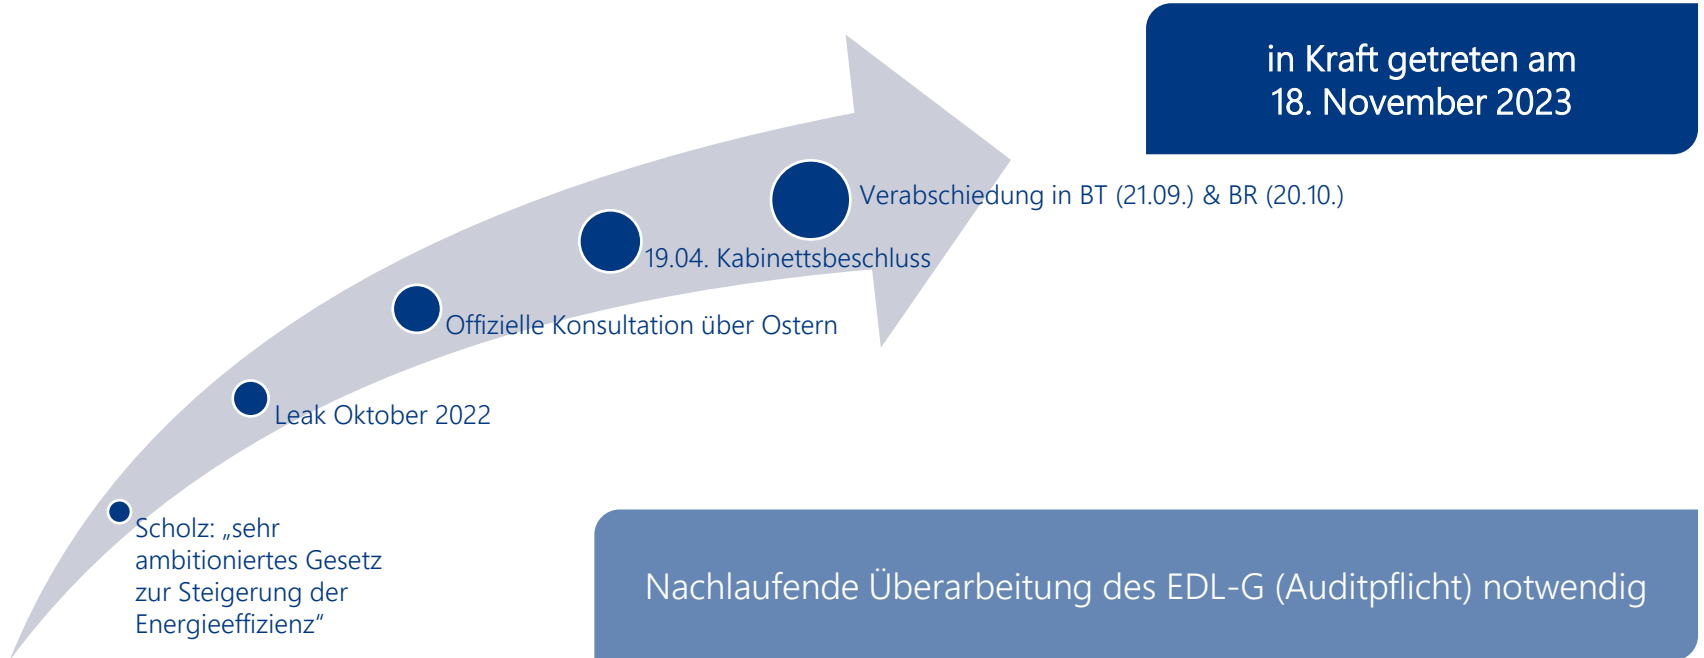 in Kraft getreten am
18. November 2023
Verabschiedung in BT (21.09.) & BR (20.10.)
19.04. Kabinettsbeschluss
Offizielle Konsultation über Ostern
Leak Oktober 2022
Scholz: „sehr
ambitioniertes Gesetz
zur Steigerung der
Energieeffizienz“
Nachlaufende Überarbeitung des EDL-G (Auditpflicht) notwendig